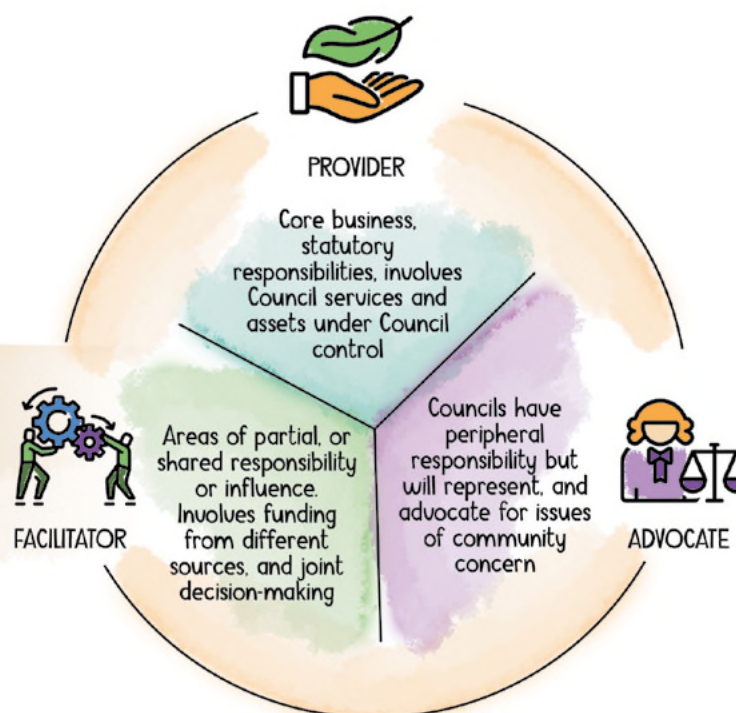 PROVIDER
Core business,
statutory
responsibilities, involves
Council services and
assets under Council
control
FACILITATOR
Areas of partial, or
shared responsibility
or influence.
Involves funding
from different
sources, and joint
decision-making
Councils have
peripheral
responsibility but
will represent, and
advocate for issues
of community
concern
ADVOCATE